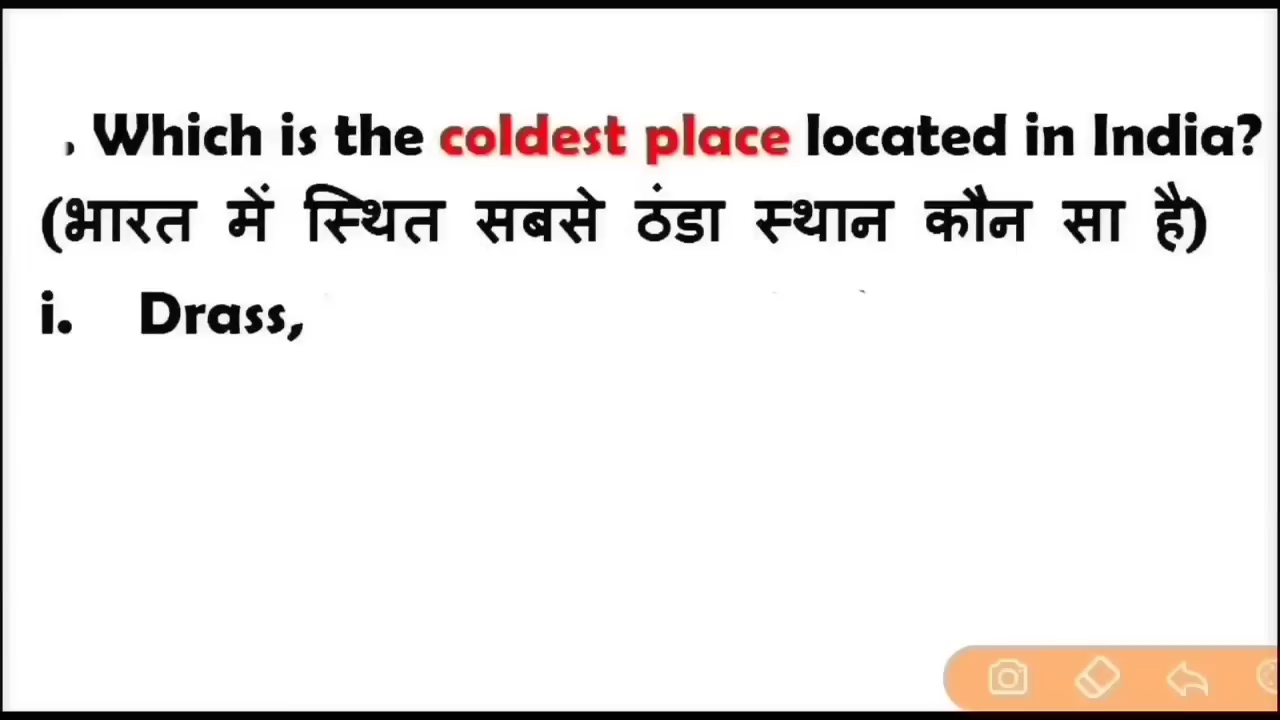 . Which is the coldest place located in India?
(भारत में स्थित सबसे ठंडा स्थान कौन सा है)
i. Drass,